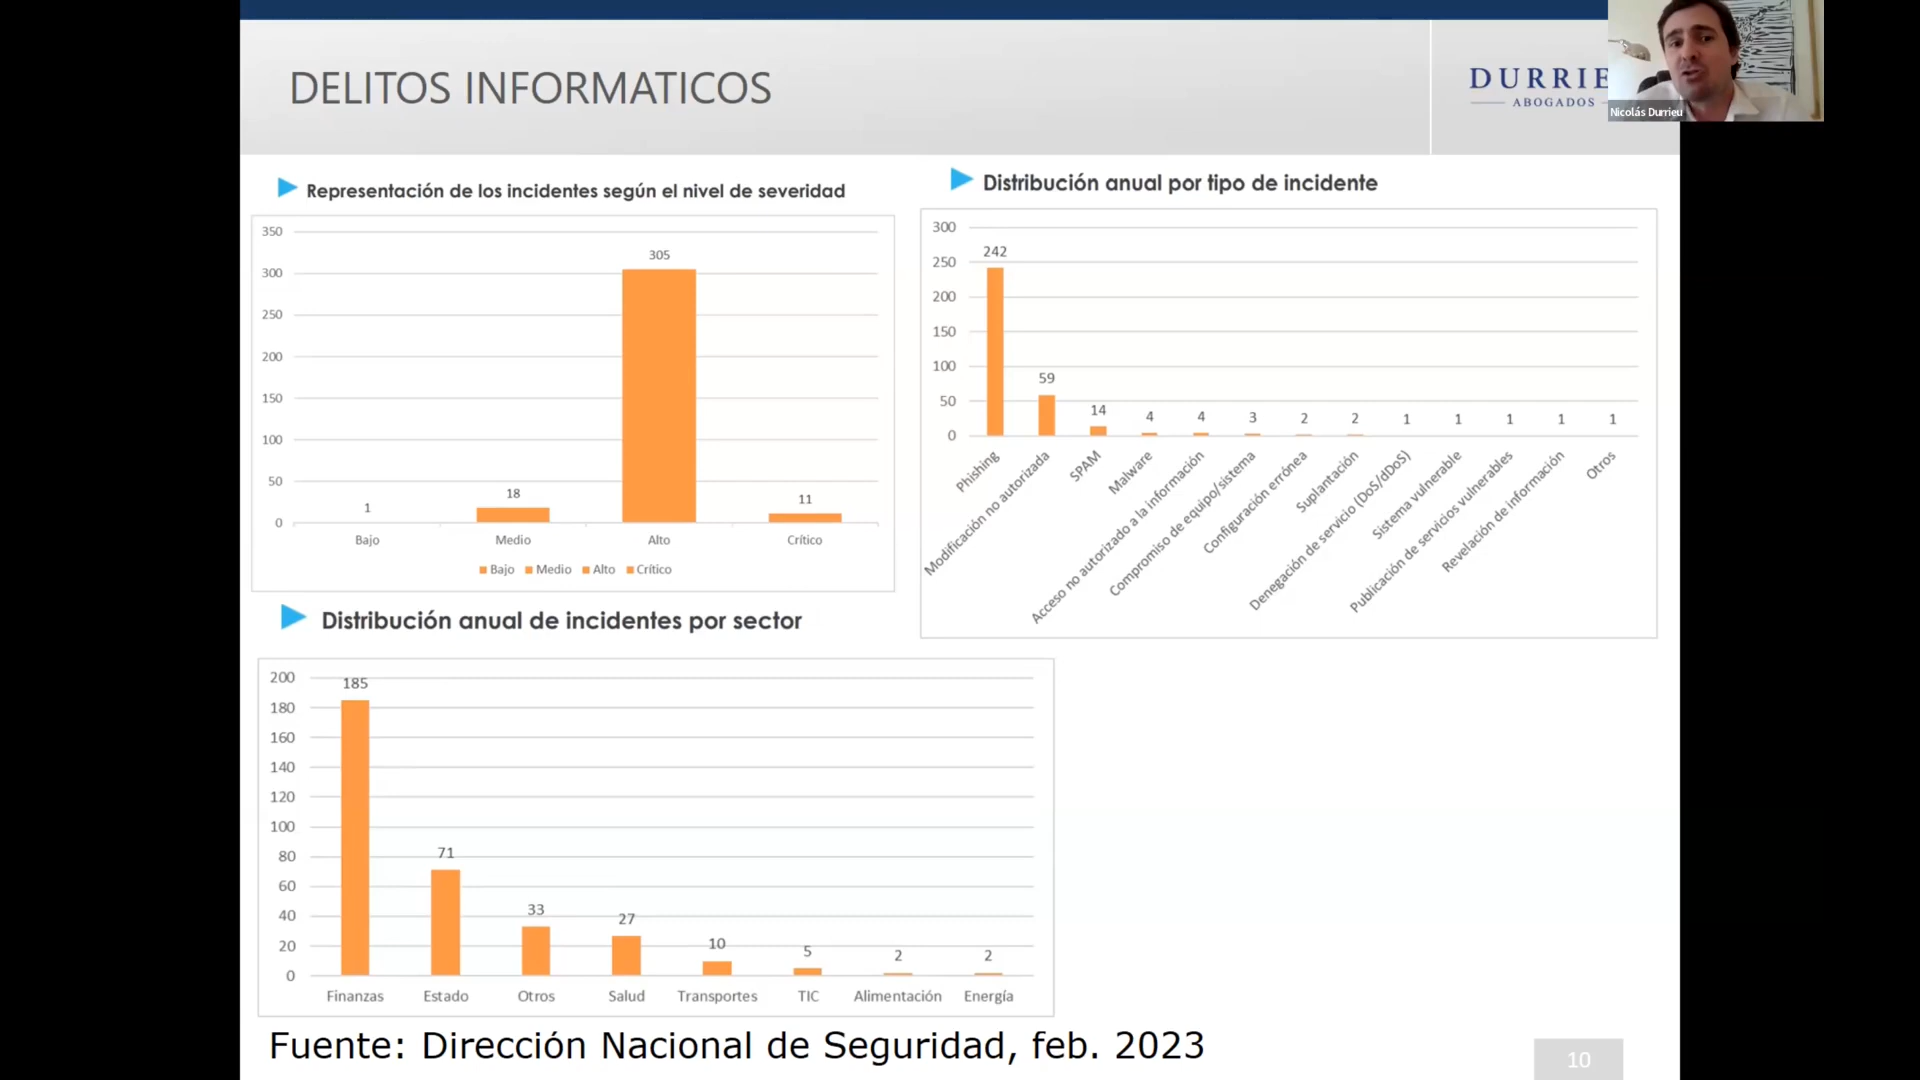 DELITOS INFORMATICOS
DURRIE
ABOGADOS
Nicolás Durrieu
Representación de los incidentes según el nivel de severidad
350
300
250
200
150
100
50
0
1
18
305
11
Bajo
Medio
Alto
Crítico
Bajo Medio Alto Crítico
Distribución anual por tipo de incidente
300
250
200
150
100
50
0
242
59
14
4
4
3
2
2
1
1
1
1
1
Phishing
Modificación no autorizada
SPAM
Malware
Acceso no autorizado a la información
Compromiso de equipo/sistema
Configuración errónea
Suplantación
Denegación de servicio (DoS/dDoS)
Sistema vulnerable
Publicación de servicios vulnerables
Revelación de información
Otros
Distribución anual de incidentes por sector
200
180
160
140
120
100
80
60
40
20
0
185
71
33
27
10
5
2
2
Finanzas
Estado
Otros
Salud
Transportes
TIC
Alimentación
Energía
Fuente: Dirección Nacional de Seguridad, feb. 2023
10